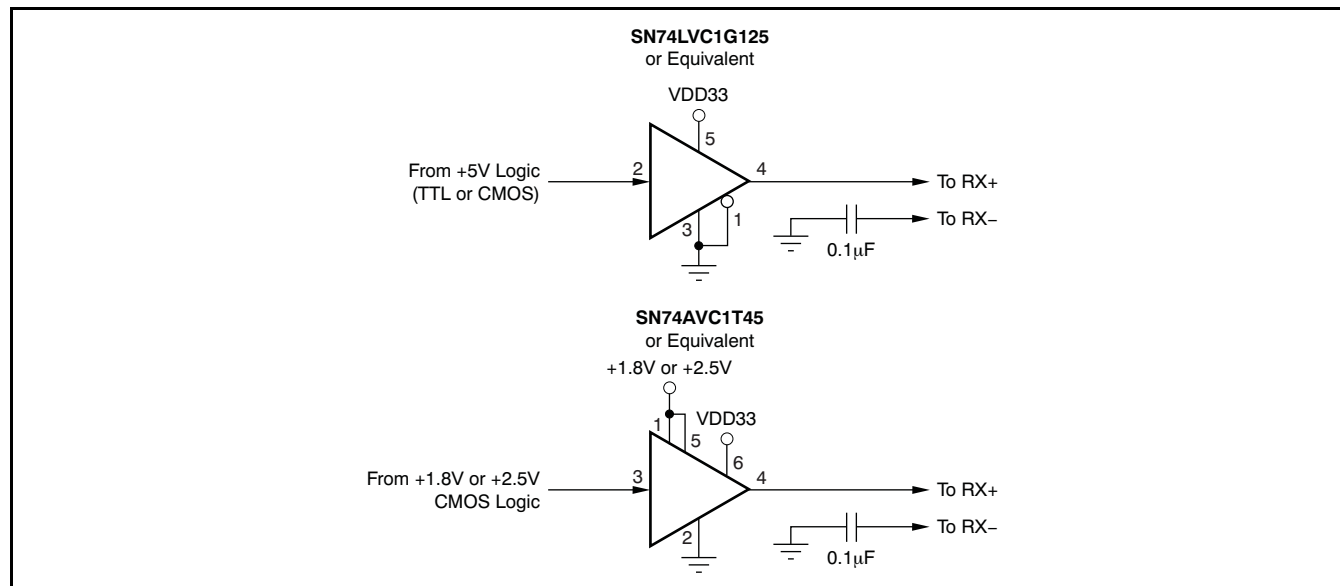 SN74LVC1G125
or Equivalent
VDD33
5
From +5V Logic
(TTL or CMOS)
2
4
To RX+
1
3
To RX−
0.1µF
SN74AVC1T45
or Equivalent
+1.8V or +2.5V
VDD33
1
5
6
From +1.8V or +2.5V
CMOS Logic
3
4
To RX+
2
To RX−
0.1µF